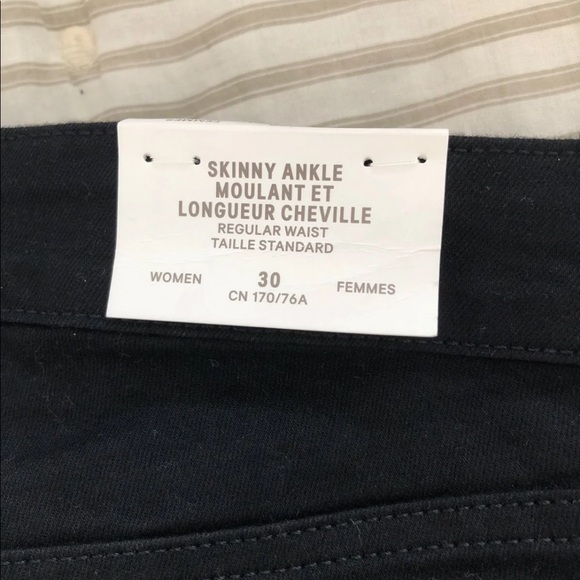 SKINNY ANKLE
MOULANT ET
LONGUEUR CHEVILLE
REGULAR WAIST
TAILLE STANDARD
WOMEN 30 FEMMES
CN 170/76A